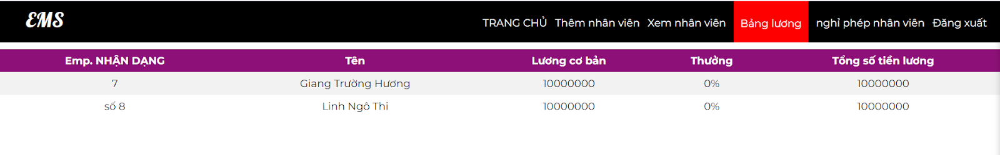 EMS
TRANG CHỦ Thêm nhân viên Xem nhân viên Bảng lương nghỉ phép nhân viên Đăng xuất
Emp. NHẬN DẠNG Tên Lương cơ bản Thưởng Tổng số tiền lương
7 Giang Trường Hương 10000000 0% 10000000
số 8 Linh Ngô Thi 10000000 0% 10000000